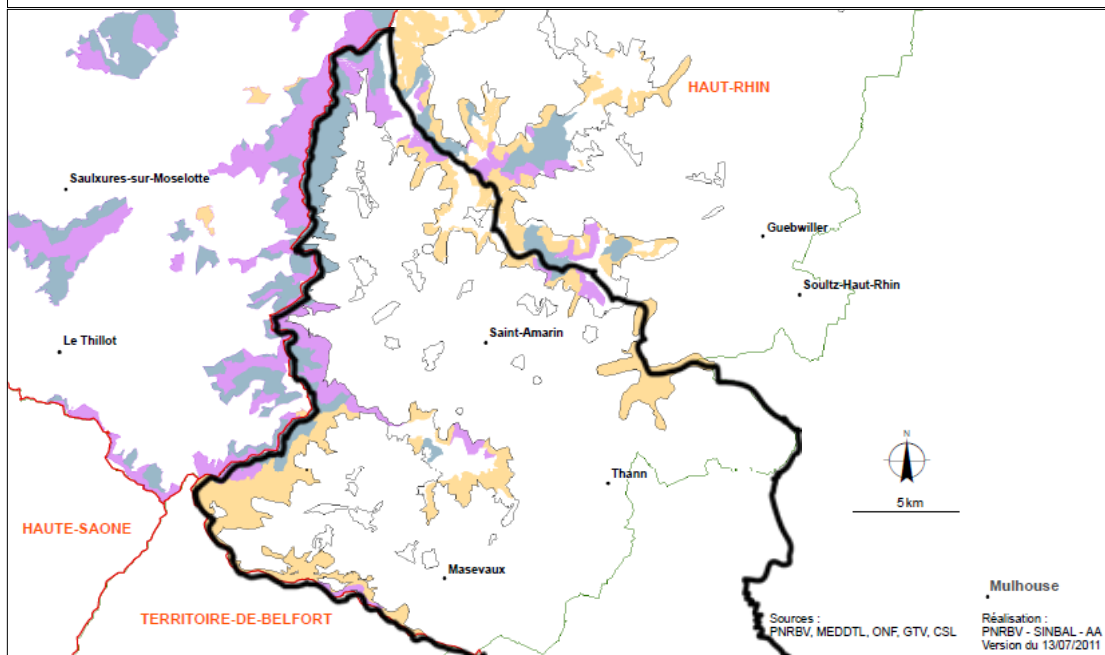 HAUT-RHIN
Saulxures-sur-Moselotte
Guebwiller
Soultz-Haut-Rhin
Saint-Amarin
Le Thillot
N
Thann
5 km
HAUTE-SAONE
Masevaux
Mulhouse
TERRITOIRE-DE-BELFORT
Sources :
PNRBV, MEDDTL, ONF, GTV, CSL
Réalisation :
PNRBV - SINBAL - AA
Version du 13/07/2011